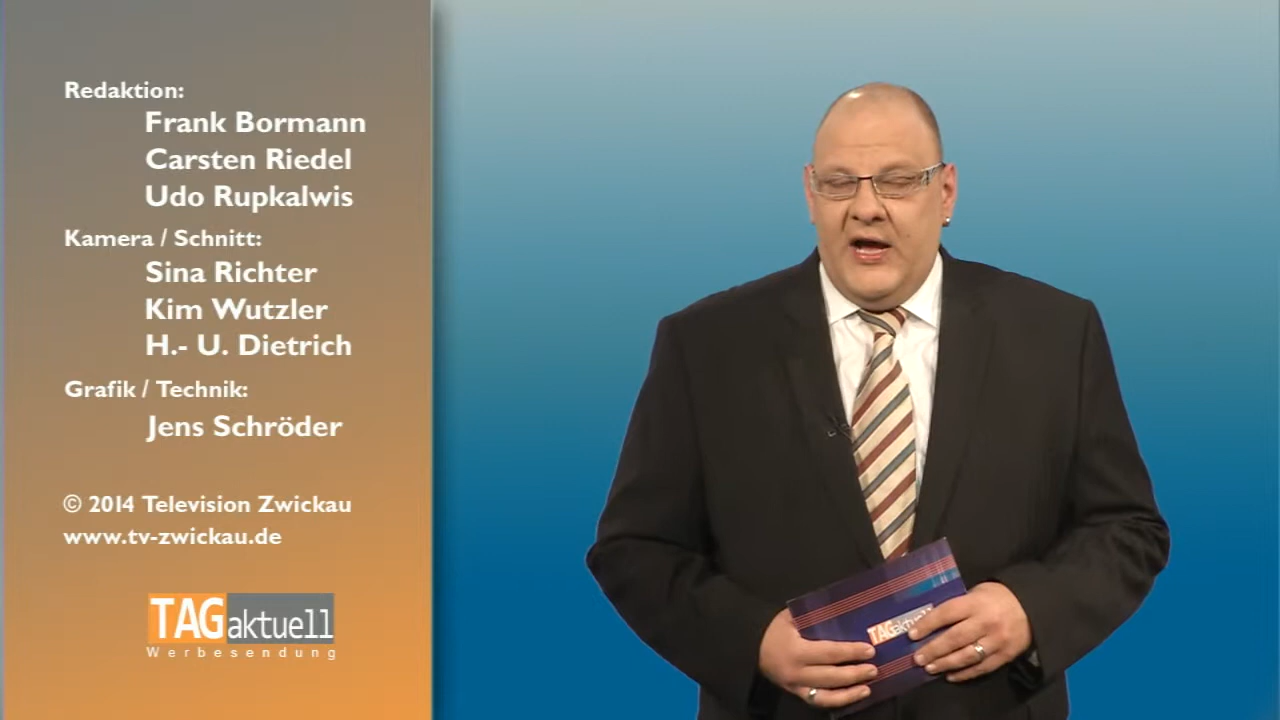 Redaktion:
Frank Bormann
Carsten Riedel
Udo Rupkalwis
Kamera / Schnitt:
Sina Richter
Kim Wutzler
H.- U. Dietrich
Grafik / Technik:
Jens Schröder
© 2014 Television Zwickau
www.tv-zwickau.de
TAGaktuell
Werbesendung
TAGaktuell